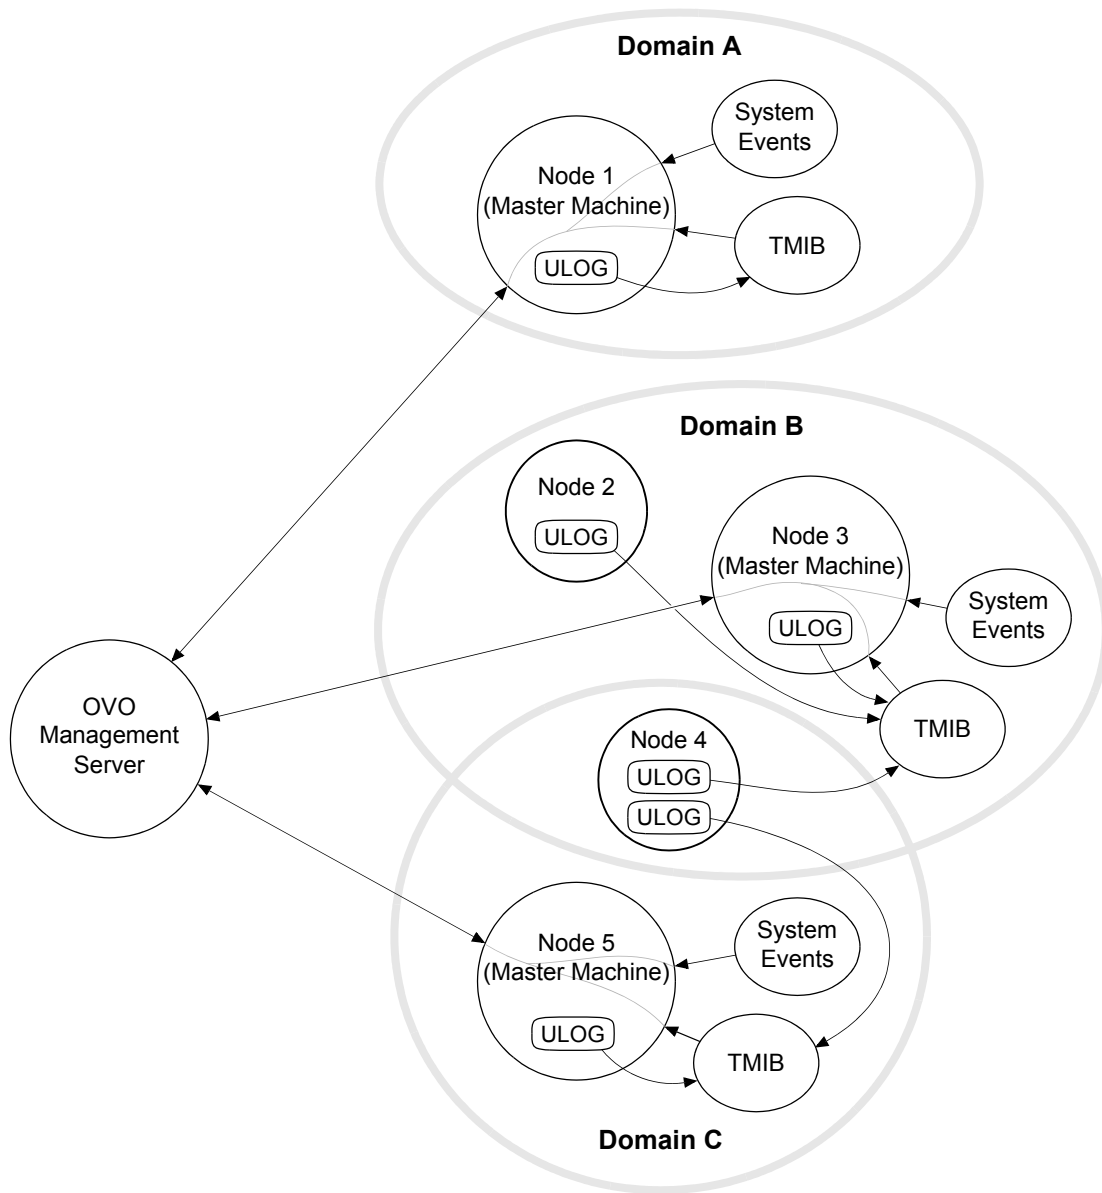 Domain A
System
Events
Node 1
(Master Machine)
TMIB
ULOG
Domain B
Node 2
ULOG
Node 3
(Master Machine)
ULOG
System
Events
TMIB
OVO
Management
Server
Node 4
ULOG
ULOG
Node 5
(Master Machine)
ULOG
System
Events
TMIB
Domain C